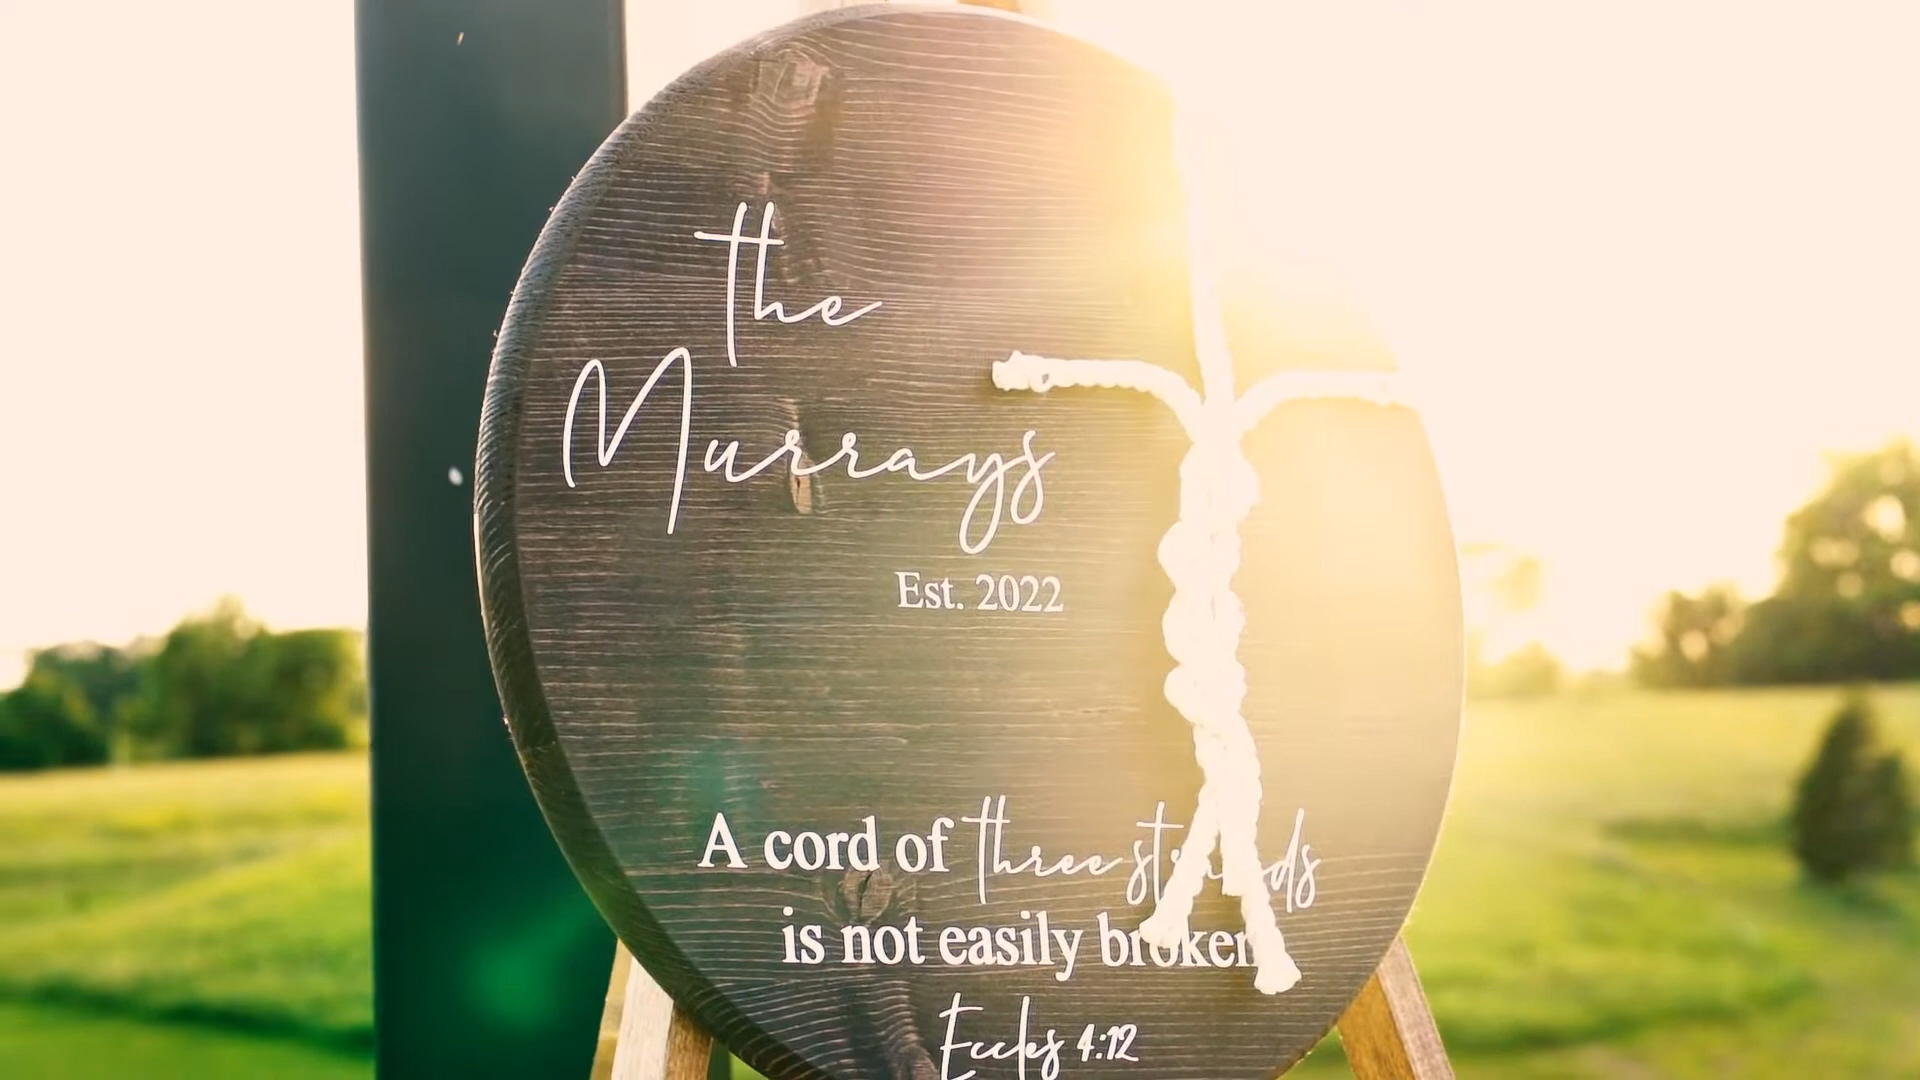 the
Murrays
Est. 2022
A cord of three strands
is not easily broken
Eccles 4:12